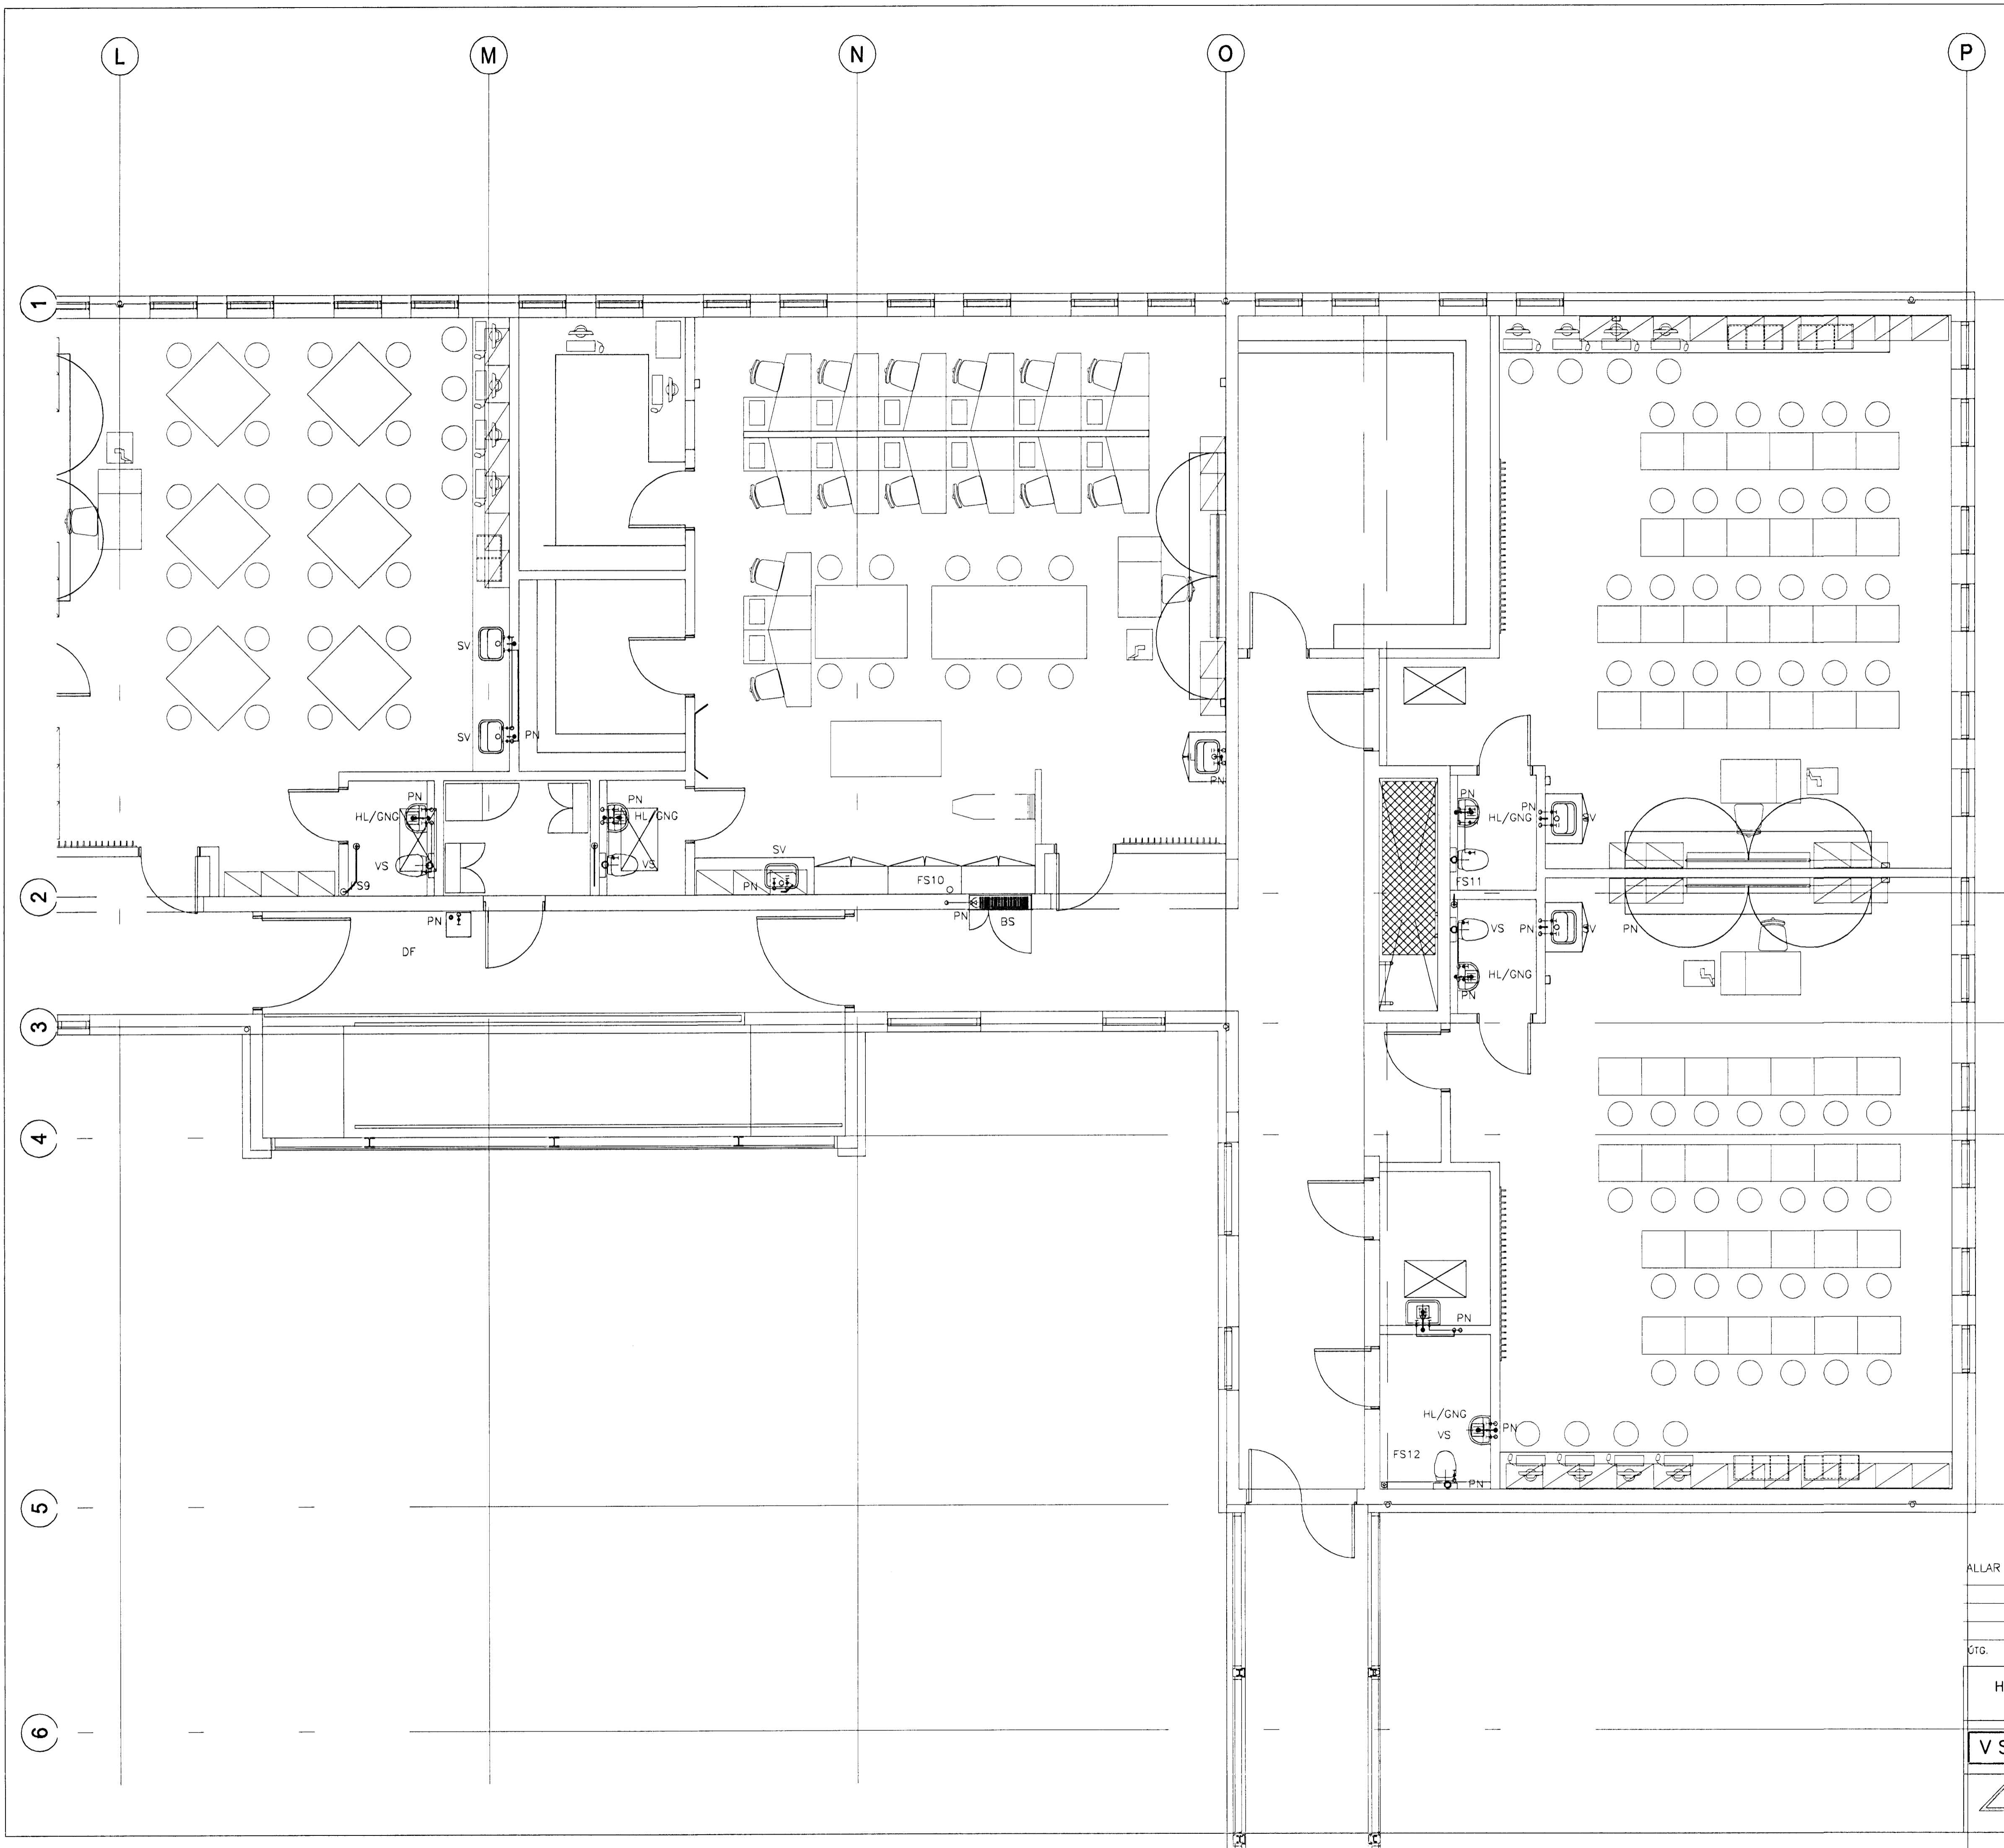 L M N O P
1
SV
SV PN
PN
PN PN
HL/GNG HL/GNG
PN HL/GNG PN SV
VS VS
SV
PN FS10
FS11
FS9
2
PN PN BS
VS PN SV PN
DF
HL/GNG
PN
3
4
PN
HL/GNG PN
VS
FS12
PN
5
ALLAR
ÚTG.
H
6
V S